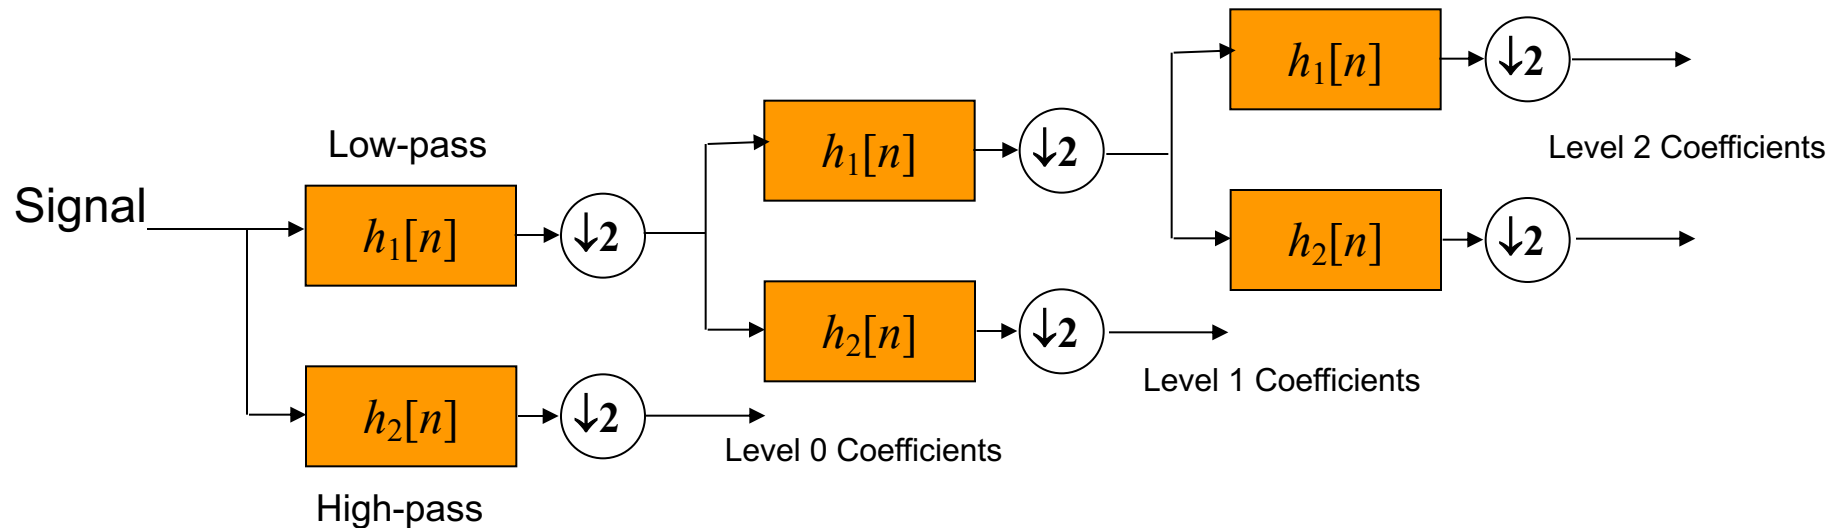 Signal
Low-pass
h₁[n]
↓2
h₂[n]
↓2
High-pass
Level 0 Coefficients
h₁[n]
↓2
h₂[n]
↓2
Level 1 Coefficients
h₁[n]
↓2
Level 2 Coefficients
h₂[n]
↓2